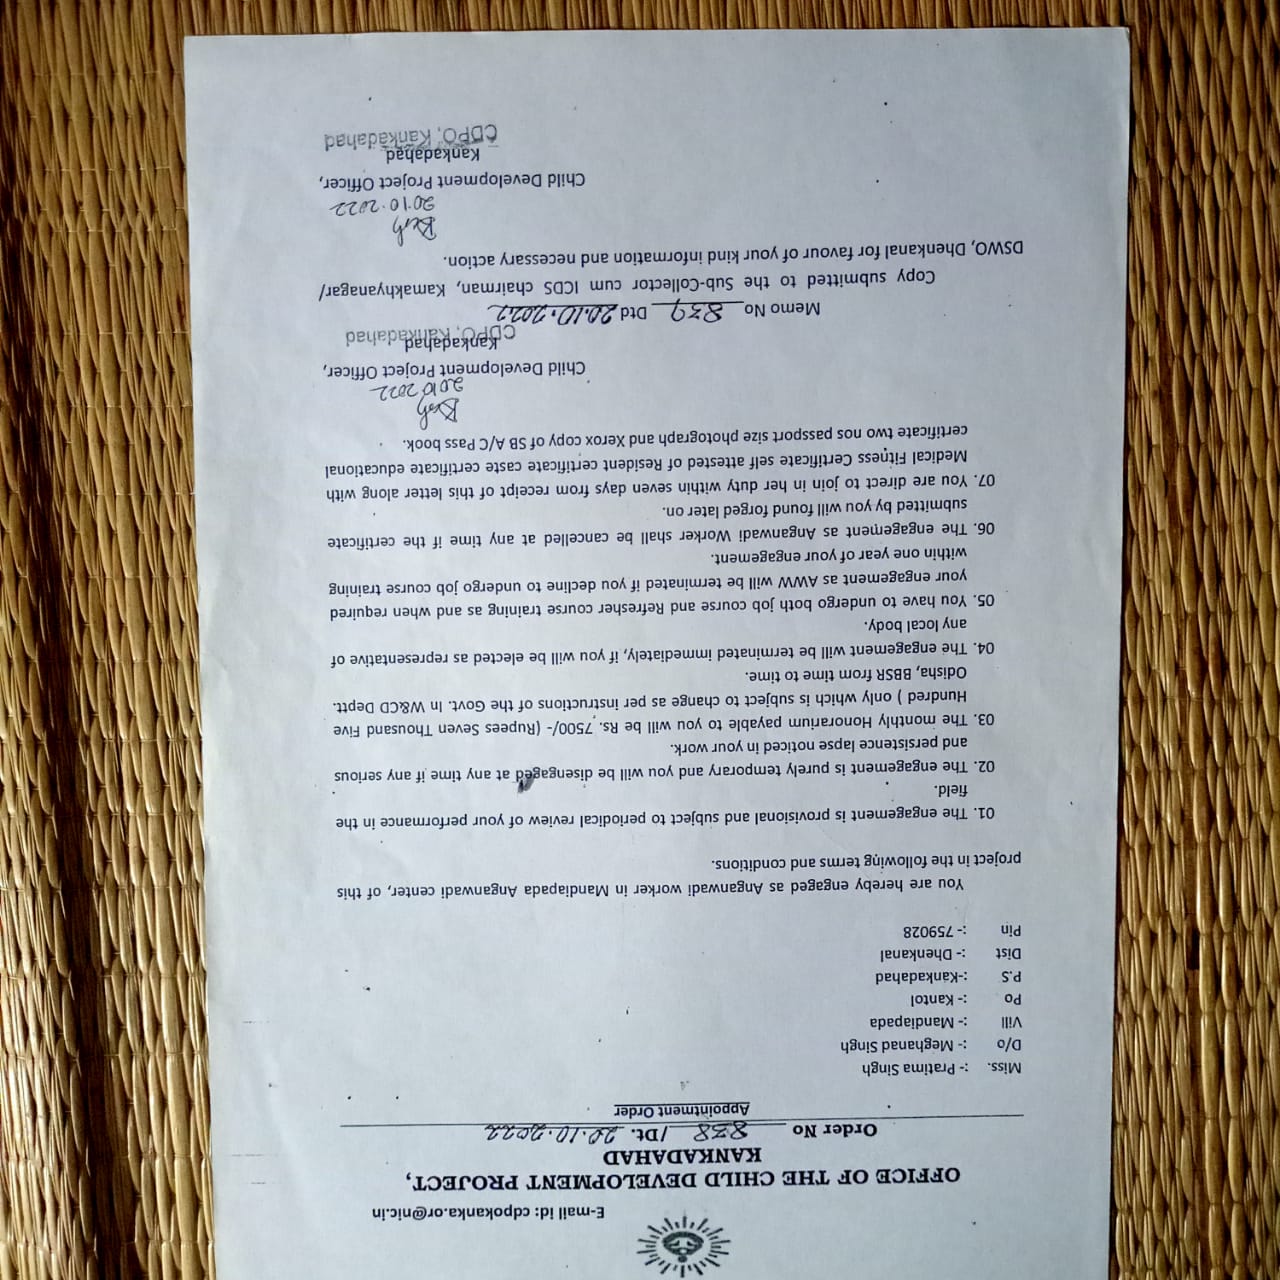 E-mail id: cdpokanka.or@nic.in
OFFICE OF THE CHILD DEVELOPMENT PROJECT,
KANKADAHAD
Order No 838 /Dt. 20.10.2022
Appointment Order
Miss. :- Pratima Singh
D/o :- Meghanad Singh
Vill :- Mandiapada
Po :- Kantol
P.S :-Kankadahad
Dist :- Dhenkanal
Pin :- 759028
You are hereby engaged as Anganwadi worker in Mandiapada Anganwadi center, of this
project in the following terms and conditions.
01. The engagement is provisional and subject to periodical review of your performance in the
field.
02. The engagement is purely temporary and you will be disengaged at any time if any serious
and persistence lapse noticed in your work.
03. The monthly Honorarium payable to you will be Rs. 7500/- (Rupees Seven Thousand Five
Hundred ) only which is subject to change as per instructions of the Govt. In W&CD Deptt.
Odisha, BBSR from time to time.
04. The engagement will be terminated immediately, if you will be elected as representative of
any local body.
05. You have to undergo both job course and Refresher course training as and when required
your engagement as AWW will be terminated if you decline to undergo job course training
within one year of your engagement.
06. The engagement as Anganwadi Worker shall be cancelled at any time if the certificate
submitted by you will found forged later on.
07. You are direct to join in her duty within seven days from receipt of this letter along with
Medical Fitness Certificate self attested of Resident certificate caste certificate educational
certificate two nos passport size photograph and Xerox copy of SB A/C Pass book.
20.10.2022
Child Development Project Officer,
Kankadahad
CDPO, Kankadahad
Memo No 839 Dtd 20.10.2022
Copy submitted to the Sub-Collector cum ICDS chairman, Kamakhyanagar/
DSWO, Dhenkanal for favour of your kind information and necessary action.
20.10.2022
Child Development Project Officer,
Kankadahad
CDPO, Kankadahad